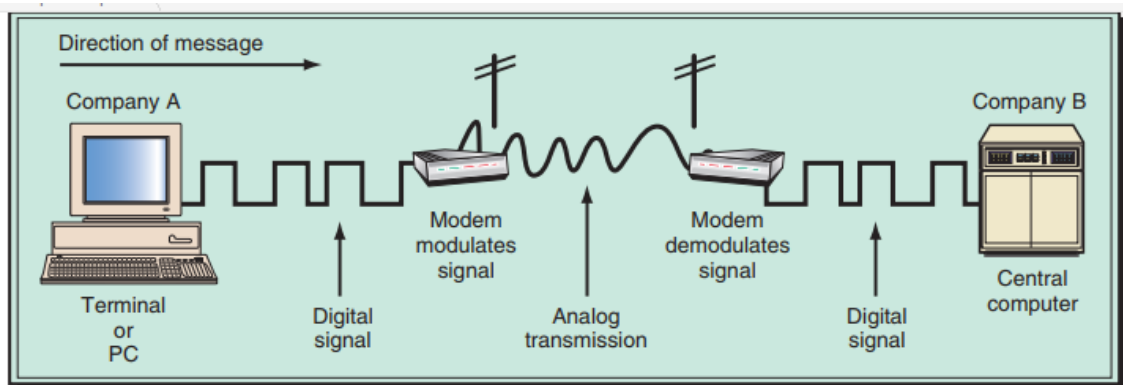 Direction of message
Company A
Company B
Modem
modulates
signal
Modem
demodulates
signal
Terminal
or
PC
Digital
signal
Analog
transmission
Digital
signal
Central
computer